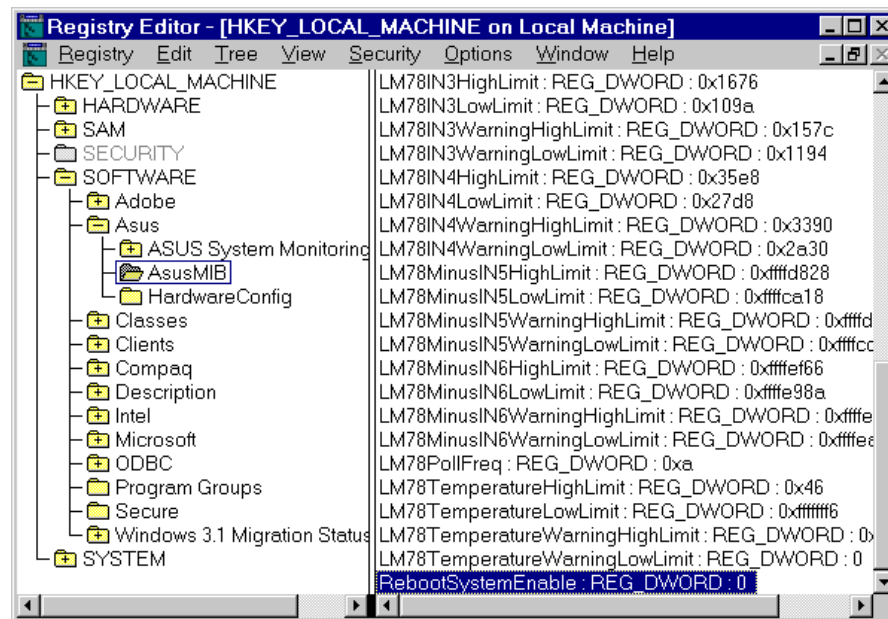 Registry Editor - [HKEY_LOCAL_MACHINE on Local Machine]
Registry Edit Tree View Security Options Window Help
HKEY_LOCAL_MACHINE
HARDWARE
SAM
SECURITY
SOFTWARE
Adobe
Asus
ASUS System Monitoring
AsusMIB
HardwareConfig
Classes
Clients
Compaq
Description
Intel
Microsoft
ODBC
Program Groups
Secure
Windows 3.1 Migration Status
SYSTEM
LM78IN3HighLimit : REG_DWORD : 0x1676
LM78IN3LowLimit : REG_DWORD : 0x109a
LM78IN3WarningHighLimit : REG_DWORD : 0x157c
LM78IN3WarningLowLimit : REG_DWORD : 0x1194
LM78IN4HighLimit : REG_DWORD : 0x35e8
LM78IN4LowLimit : REG_DWORD : 0x27d8
LM78IN4WarningHighLimit : REG_DWORD : 0x3390
LM78IN4WarningLowLimit : REG_DWORD : 0x2a30
LM78MinusIN5HighLimit : REG_DWORD : 0xffffd828
LM78MinusIN5LowLimit : REG_DWORD : 0xffffca18
LM78MinusIN5WarningHighLimit : REG_DWORD : 0xffffd
LM78MinusIN5WarningLowLimit : REG_DWORD : 0xffffcc
LM78MinusIN6HighLimit : REG_DWORD : 0xffffef66
LM78MinusIN6LowLimit : REG_DWORD : 0xffffe98a
LM78MinusIN6WarningHighLimit : REG_DWORD : 0xffffe
LM78MinusIN6WarningLowLimit : REG_DWORD : 0xffffea
LM78PollFreq : REG_DWORD : 0xa
LM78TemperatureHighLimit : REG_DWORD : 0x46
LM78TemperatureLowLimit : REG_DWORD : 0xfffffff6
LM78TemperatureWarningHighLimit : REG_DWORD : 0x
LM78TemperatureWarningLowLimit : REG_DWORD : 0
RebootSystemEnable : REG_DWORD : 0